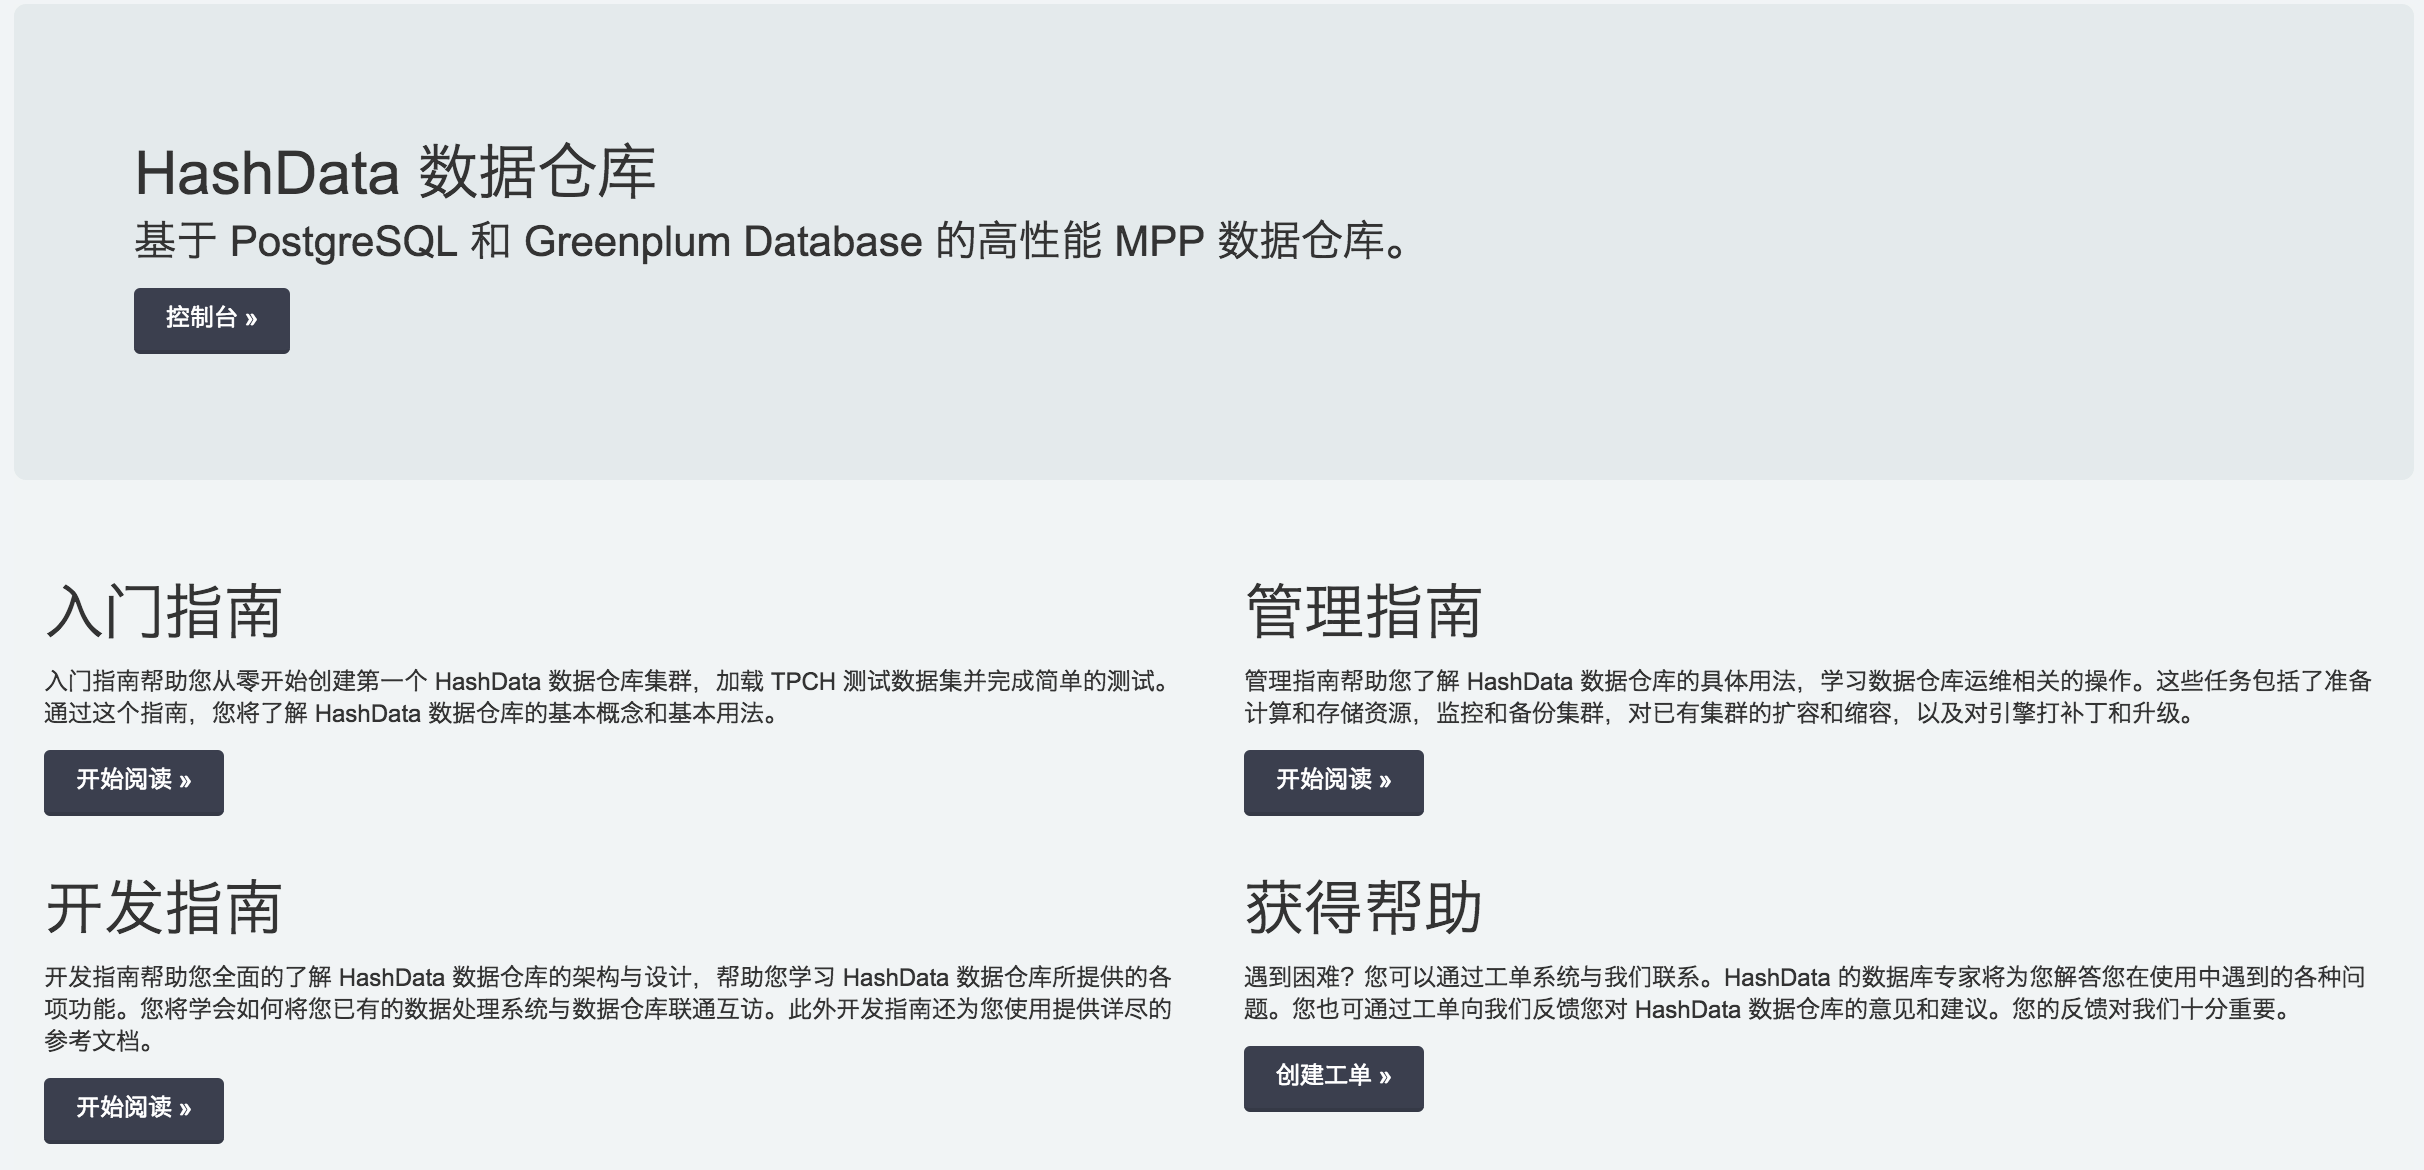 HashData 数据仓库
基于 PostgreSQL 和 Greenplum Database 的高性能 MPP 数据仓库。
控制台 »
入门指南
入门指南帮助您从零开始创建第一个 HashData 数据仓库集群，加载 TPCH 测试数据集并完成简单的测试。
通过这个指南，您将了解 HashData 数据仓库的基本概念和基本用法。
开始阅读 »
管理指南
管理指南帮助您了解 HashData 数据仓库的具体用法，学习数据仓库运维相关的操作。这些任务包括了准备
计算和存储资源，监控和备份集群，对已有集群的扩容和缩容，以及对引擎打补丁和升级。
开始阅读 »
开发指南
开发指南帮助您全面的了解 HashData 数据仓库的架构与设计，帮助您学习 HashData 数据仓库所提供的各
项功能。您将学会如何将您已有的数据处理系统与数据仓库联通互访。此外开发指南还为您使用提供详尽的
参考文档。
开始阅读 »
获得帮助
遇到困难？您可以通过工单系统与我们联系。HashData 的数据库专家将为您解答您在使用中遇到的各种问
题。您也可通过工单向我们反馈您对 HashData 数据仓库的意见和建议。您的反馈对我们十分重要。
创建工单 »